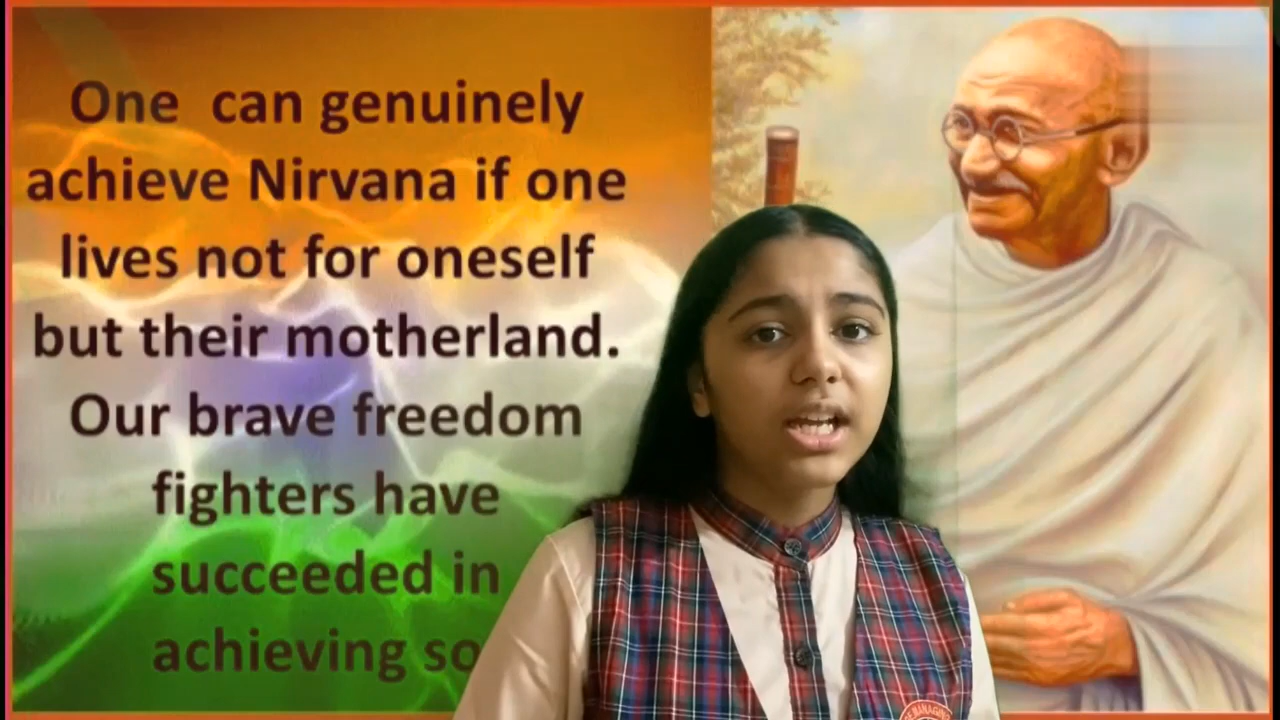 One can genuinely
achieve Nirvana if one
lives not for oneself
but their motherland.
Our brave freedom
fighters have
succeeded in
achieving so